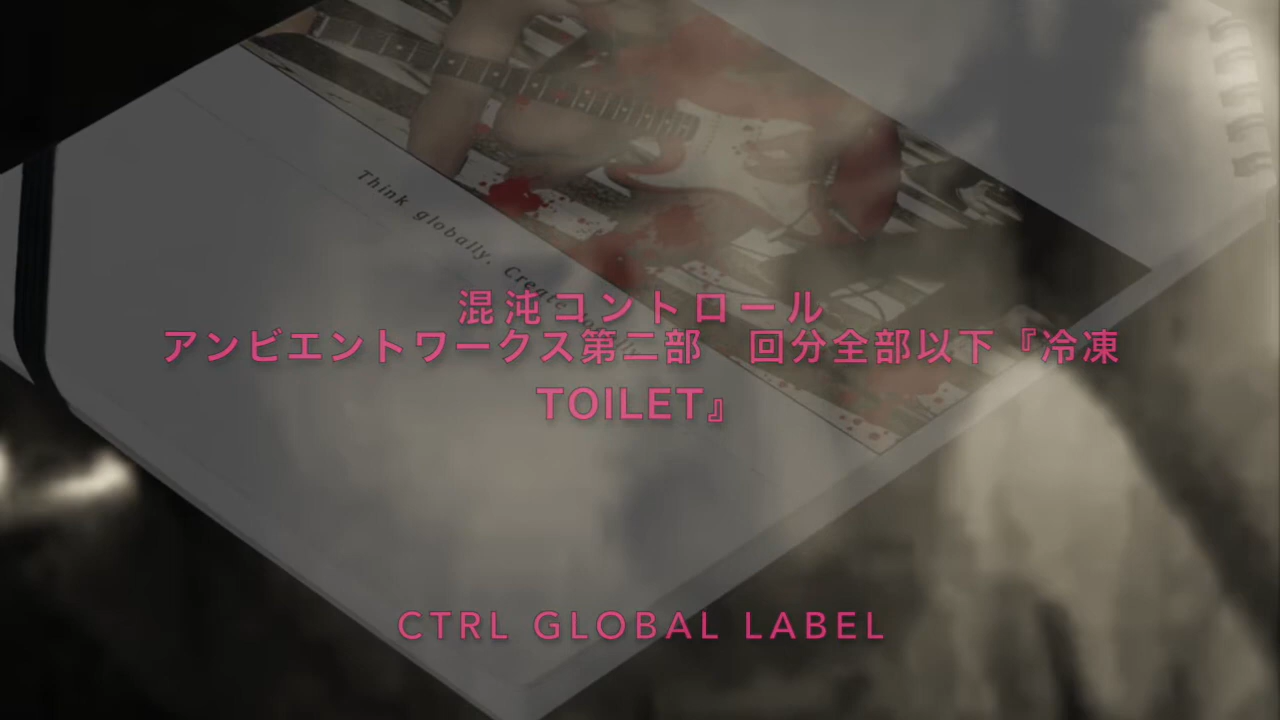 Think globally. Create
混沌コントロール
アンビエントワークス第二部　回分全部以下『冷凍
TOILET』
CTRL GLOBAL LABEL